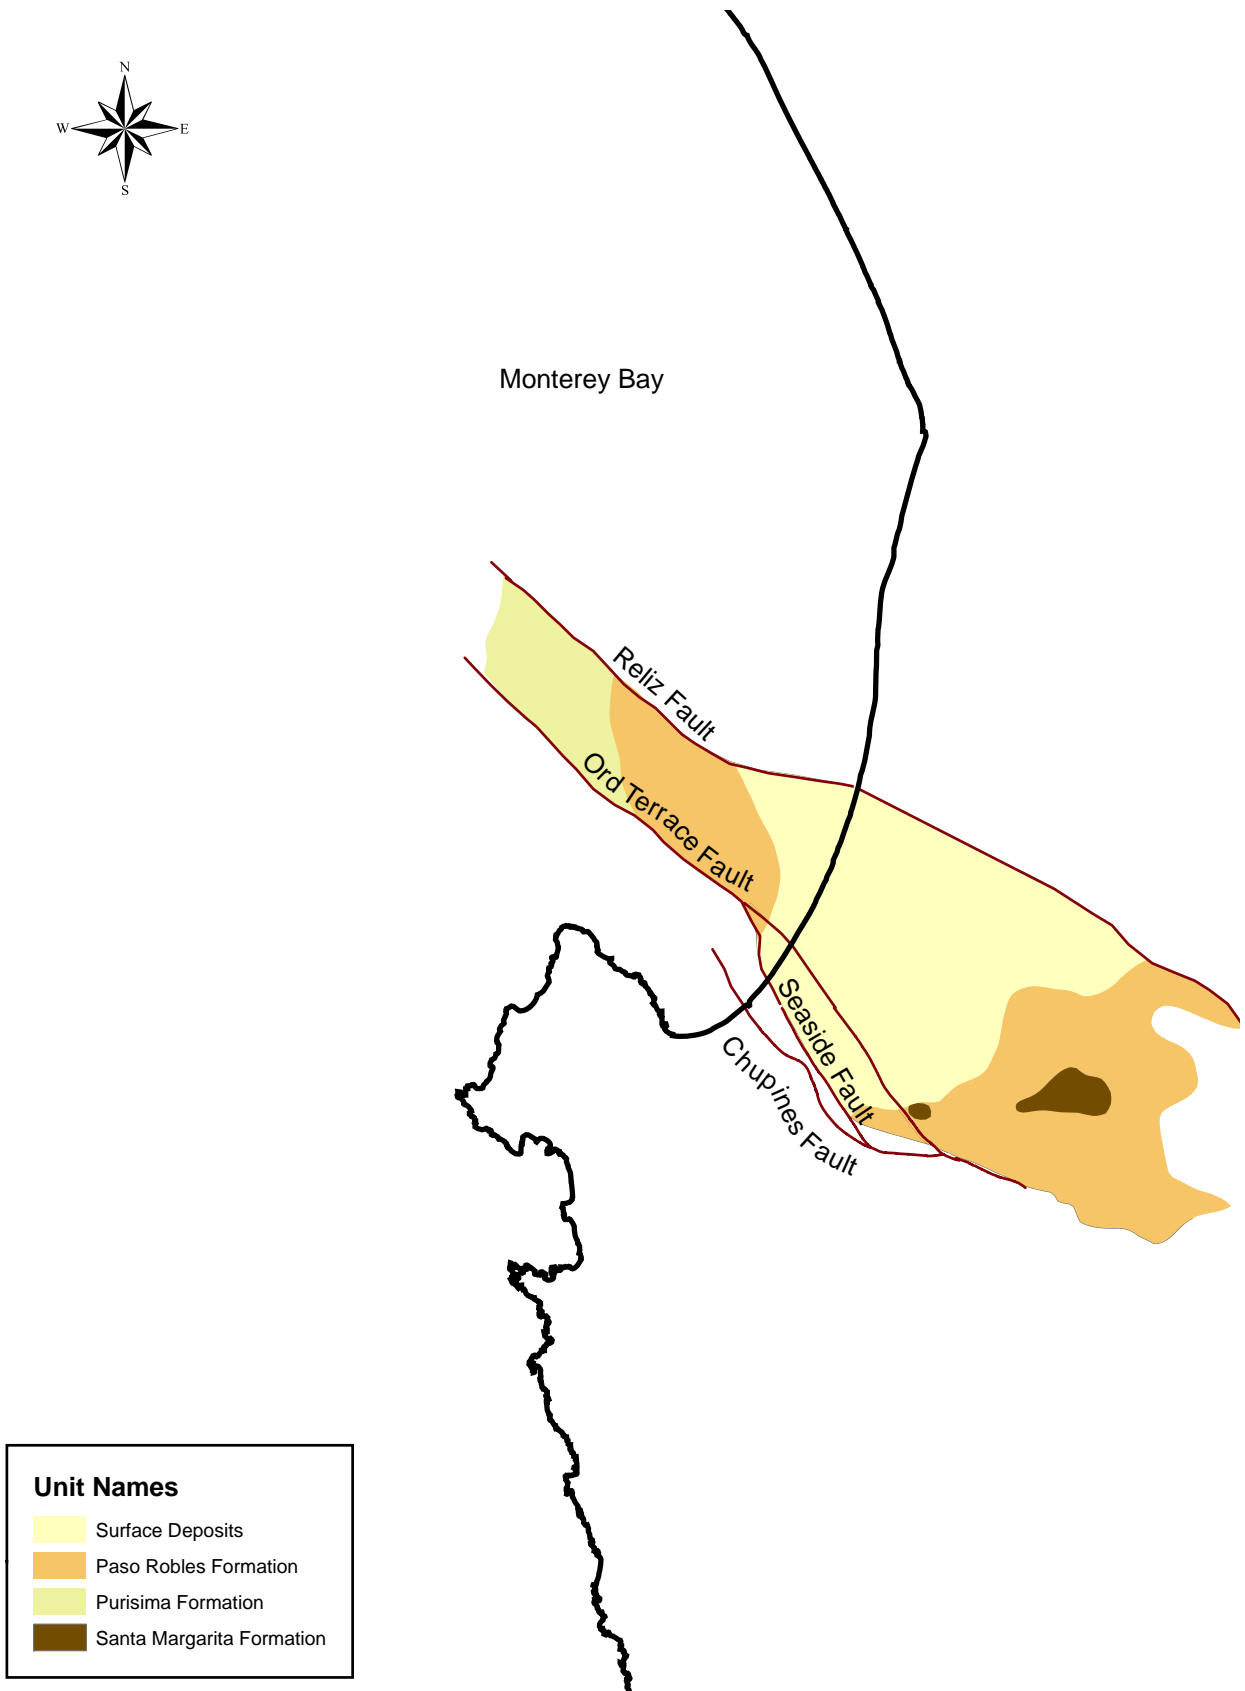 N
W
E
S
Monterey Bay
Reliz Fault
Ord Terrace Fault
Seaside Fault
Chupines Fault
Unit Names
Surface Deposits
Paso Robles Formation
Purisima Formation
Santa Margarita Formation